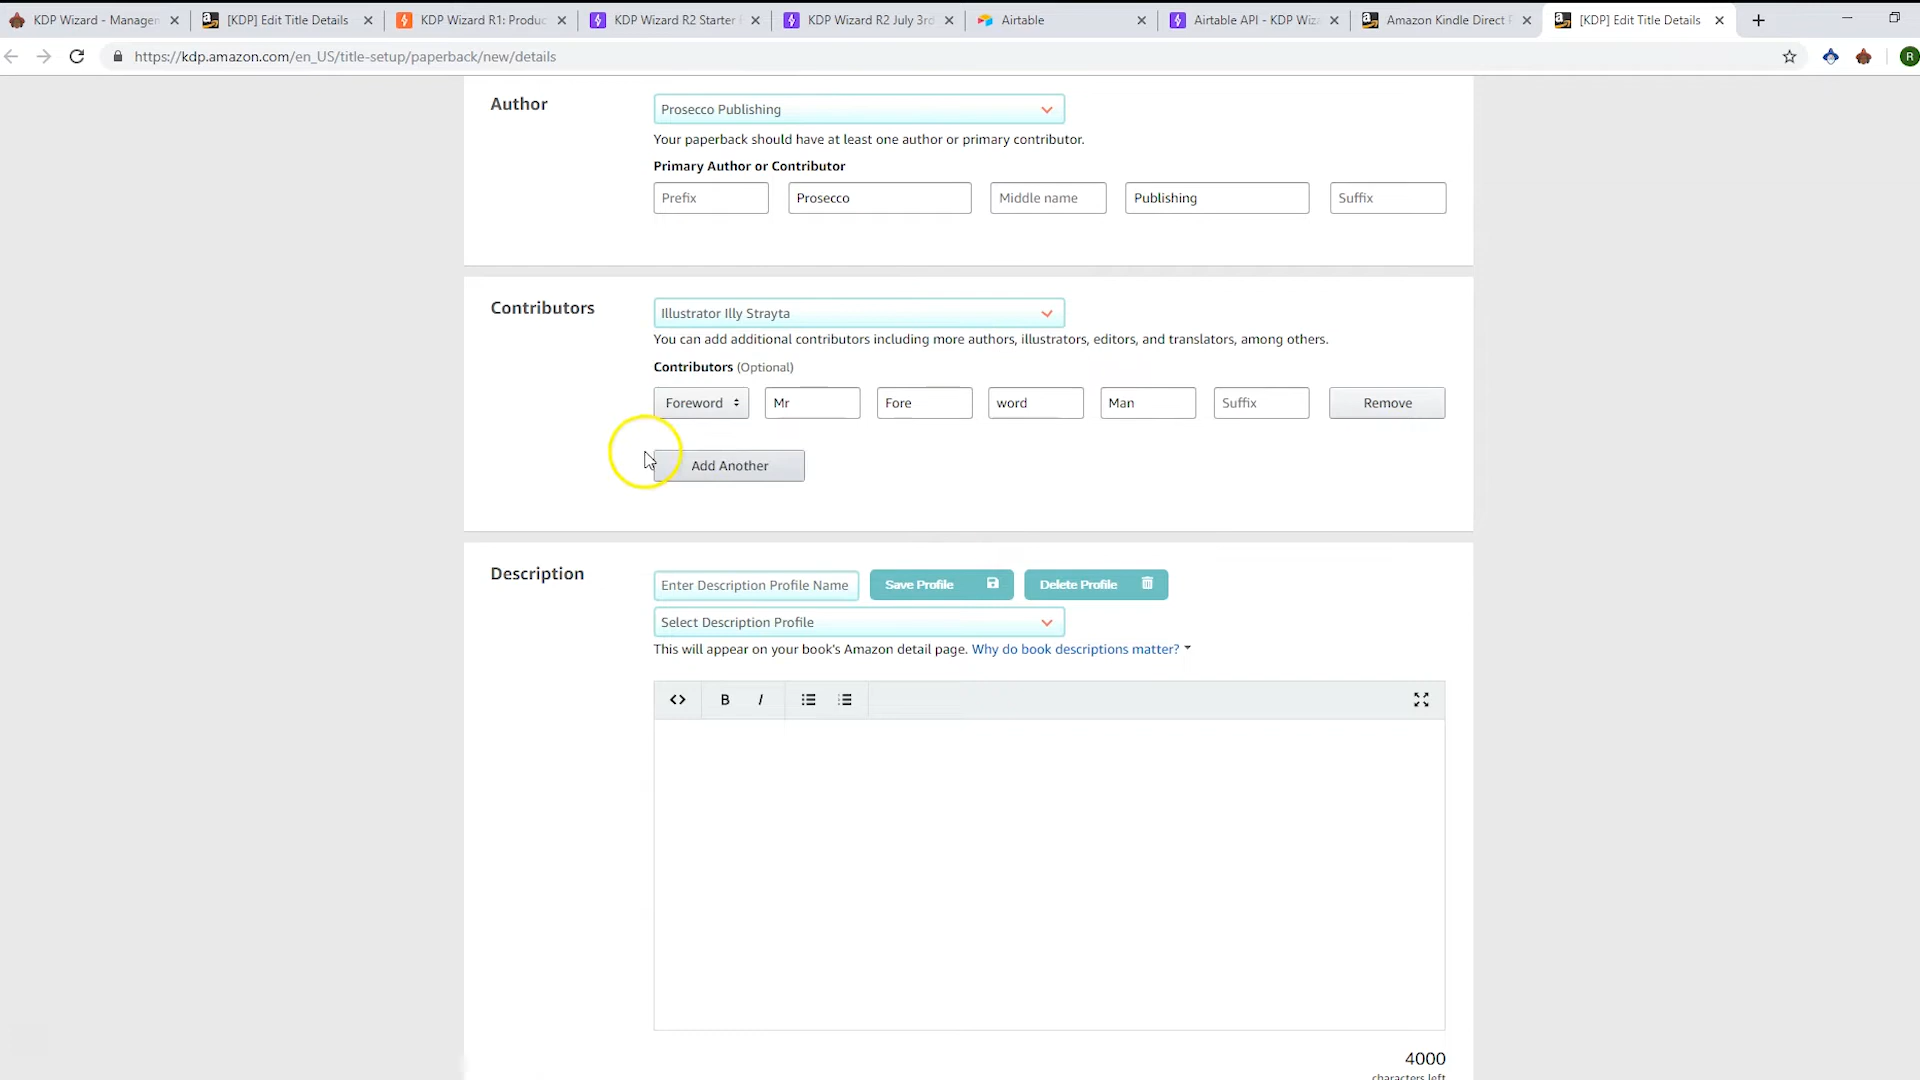 KDP Wizard - Managem
[KDP] Edit Title Details
KDP Wizard R1: Produc
KDP Wizard R2 Starter
KDP Wizard R2 July 3rd
Airtable
Airtable API - KDP Wiza
Amazon Kindle Direct P
[KDP] Edit Title Details
https://kdp.amazon.com/en_US/title-setup/paperback/new/details
R
Author
Prosecco Publishing
Your paperback should have at least one author or primary contributor.
Primary Author or Contributor
Prefix
Prosecco
Middle name
Publishing
Suffix
Contributors
Illustrator Illy Strayta
You can add additional contributors including more authors, illustrators, editors, and translators, among others.
Contributors (Optional)
Foreword
Mr
Fore
word
Man
Suffix
Remove
Add Another
Description
Enter Description Profile Name
Save Profile
Delete Profile
Select Description Profile
This will appear on your book's Amazon detail page. Why do book descriptions matter?
B
I
4000
characters left